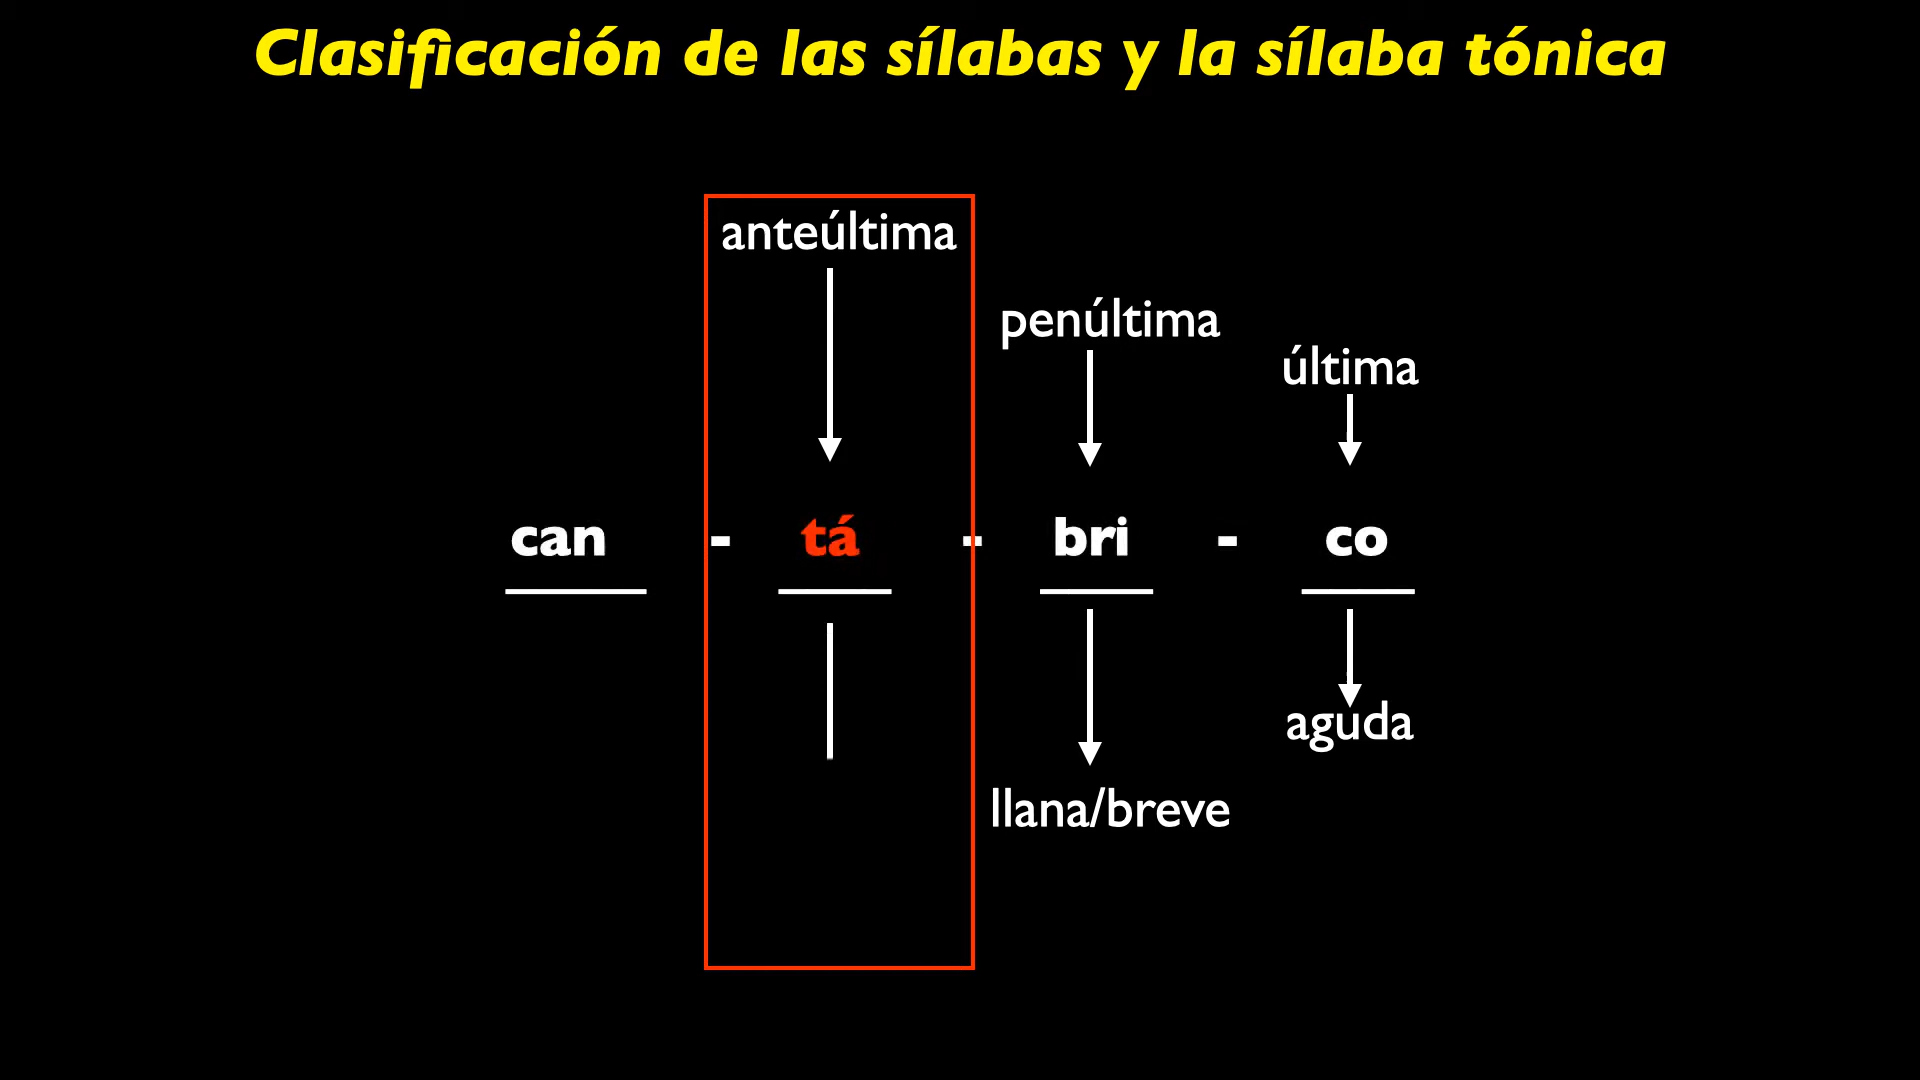 Clasificación de las sílabas y la sílaba tónica
anteúltima
penúltima
última
can - tá - bri - co
aguda
llana/breve